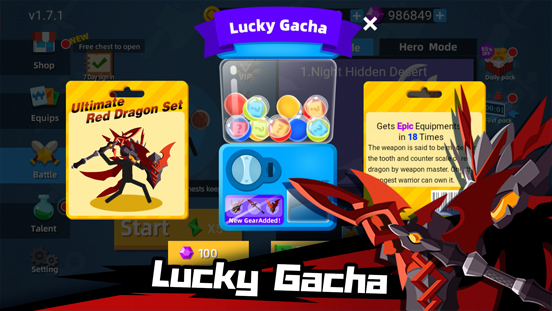 v1.7.1
Lucky Gacha
986849
NEW
Free chest to open
VIP
Hero Mode
Shop
7 Day sign in
1.Night Hidden Desert
Daily pack
Ultimate
Red Dragon Set
Equips
Gets Epic Equipments
in 18 Times
The weapon is said to be
the tooth and counter scale
dragon by weapon master.
warrior can own it.
Battle
New GearAdded!
Talent
Start
100
Setting
Lucky Gacha